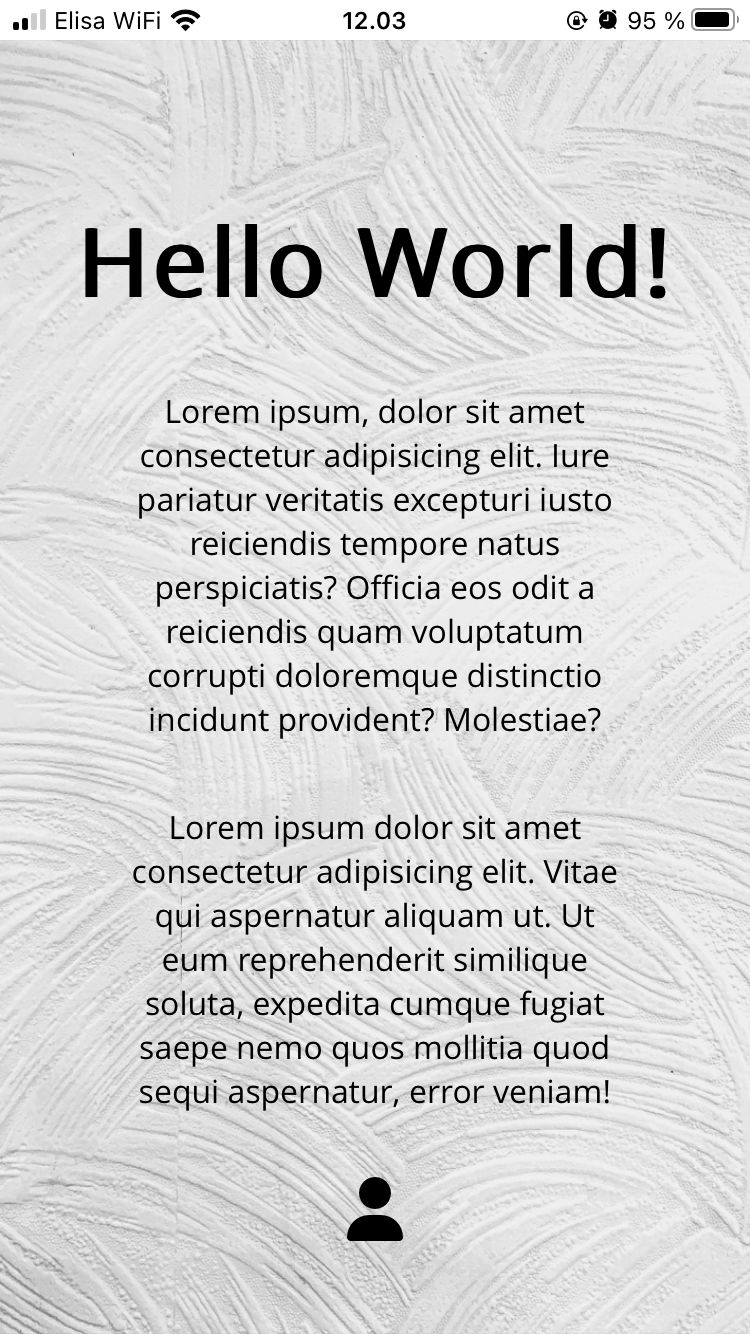 Elisa WiFi 12.03 95 %
Hello World!
Lorem ipsum, dolor sit amet
consectetur adipisicing elit. Iure
pariatur veritatis excepturi iusto
reiciendis tempore natus
perspiciatis? Officia eos odit a
reiciendis quam voluptatum
corrupti doloremque distinctio
incidunt provident? Molestiae?
Lorem ipsum dolor sit amet
consectetur adipisicing elit. Vitae
qui aspernatur aliquam ut. Ut
eum reprehenderit similique
soluta, expedita cumque fugiat
saepe nemo quos mollitia quod
sequi aspernatur, error veniam!